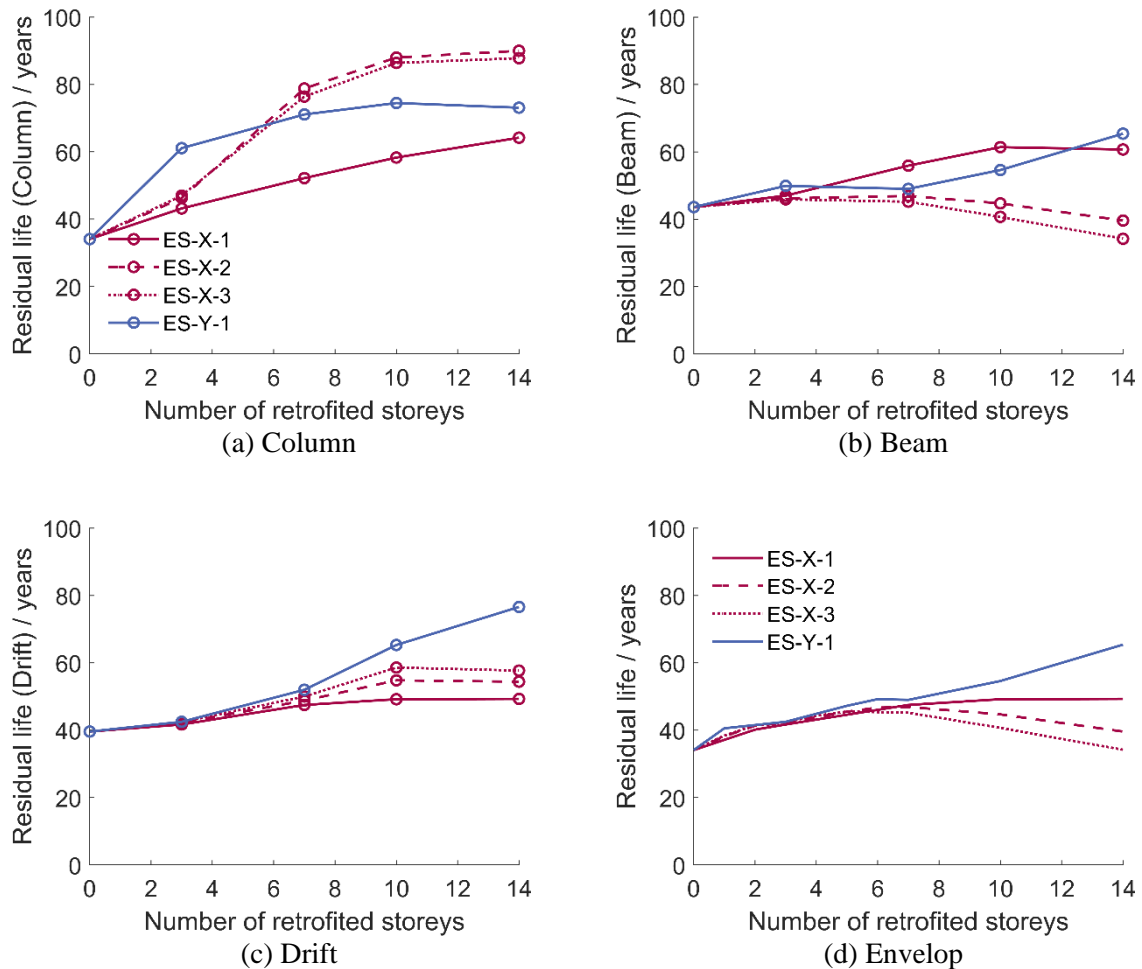 100
80
60
40
20
0
Residual life (Column) / years
ES-X-1
ES-X-2
ES-X-3
ES-Y-1
0 2 4 6 8 10 12 14
Number of retrofited storeys
(a) Column
100
80
60
40
20
0
Residual life (Beam) / years
0 2 4 6 8 10 12 14
Number of retrofited storeys
(b) Beam
100
80
60
40
20
0
Residual life (Drift) / years
0 2 4 6 8 10 12 14
Number of retrofited storeys
(c) Drift
100
80
60
40
20
0
Residual life / years
ES-X-1
ES-X-2
ES-X-3
ES-Y-1
0 2 4 6 8 10 12 14
Number of retrofited storeys
(d) Envelop